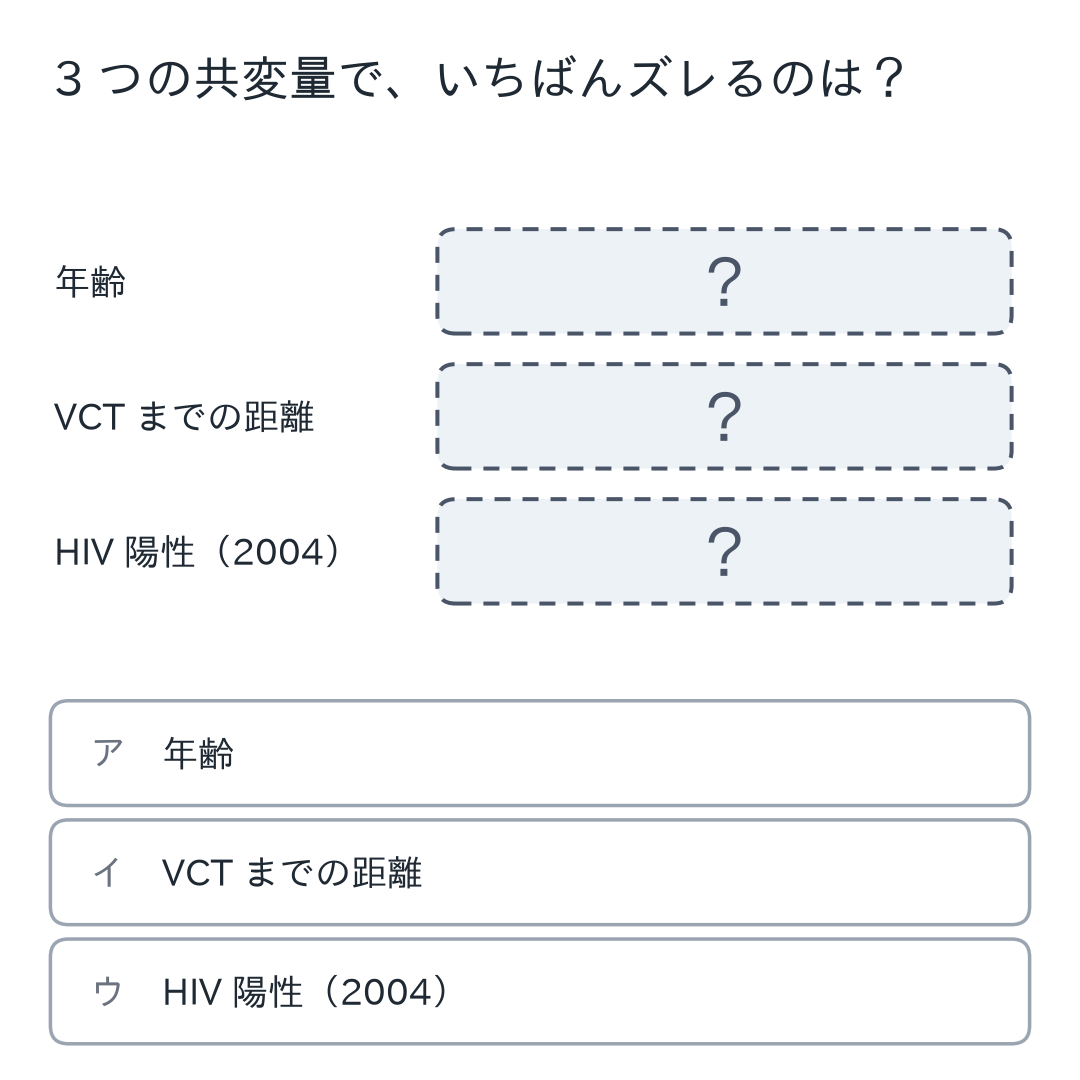 3 つの共変量で、いちばんズレるのは？
年齢 ?
VCT までの距離 ?
HIV 陽性（2004） ?
ア 年齢
イ VCT までの距離
ウ HIV 陽性（2004）